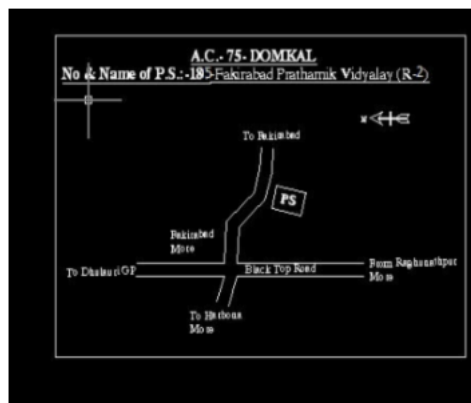 A.C.- 75- DOMKAL
No & Name of P.S.:-185-Fakirabad Prathamik Vidyalay (R-2)
N
To Fakirabad
PS
Fakirabad
More
To Dhulauri GP
Black Top Road
From Raghunathpur
More
To
More